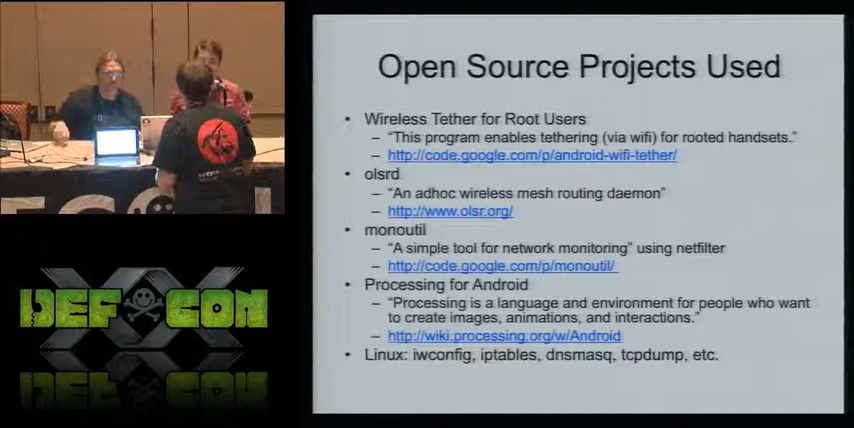 Open Source Projects Used
• Wireless Tether for Root Users
– “This program enables tethering (via wifi) for rooted handsets.”
– http://code.google.com/p/android-wifi-tether/
• olsrd
– “An adhoc wireless mesh routing daemon”
– http://www.olsr.org/
• monoutil
– “A simple tool for network monitoring” using netfilter
– http://code.google.com/p/monoutil/
• Processing for Android
– “Processing is a language and environment for people who want
to create images, animations, and interactions.”
– http://wiki.processing.org/w/Android
• Linux: iwconfig, iptables, dnsmasq, tcpdump, etc.
DEFCON
XX